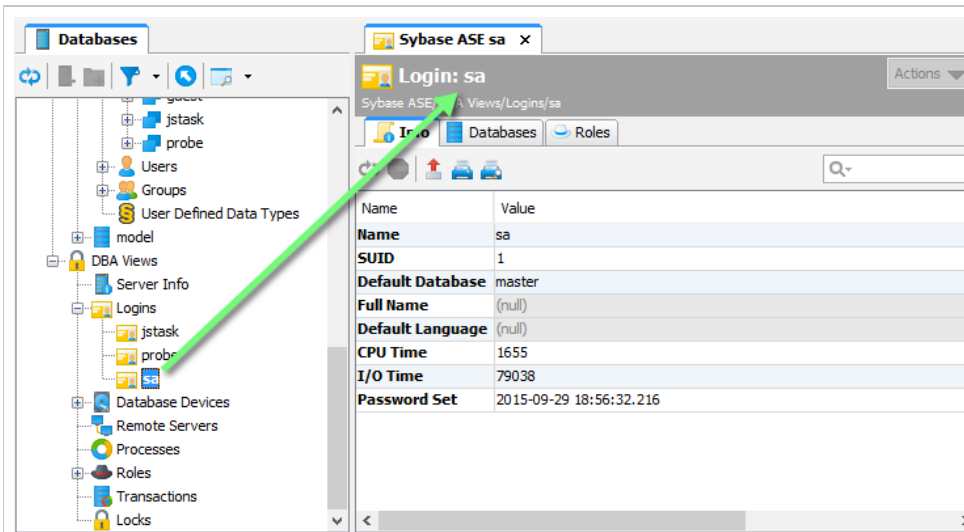 Databases
guest
jstask
probe
Users
Groups
User Defined Data Types
model
DBA Views
Server Info
Logins
jstask
probe
sa
Database Devices
Remote Servers
Processes
Roles
Transactions
Locks
Sybase ASE sa
Login: sa
Actions
Sybase ASE/DBA Views/Logins/sa
Info Databases Roles
Name Value
Name sa
SUID 1
Default Database master
Full Name (null)
Default Language (null)
CPU Time 1655
I/O Time 79038
Password Set 2015-09-29 18:56:32.216